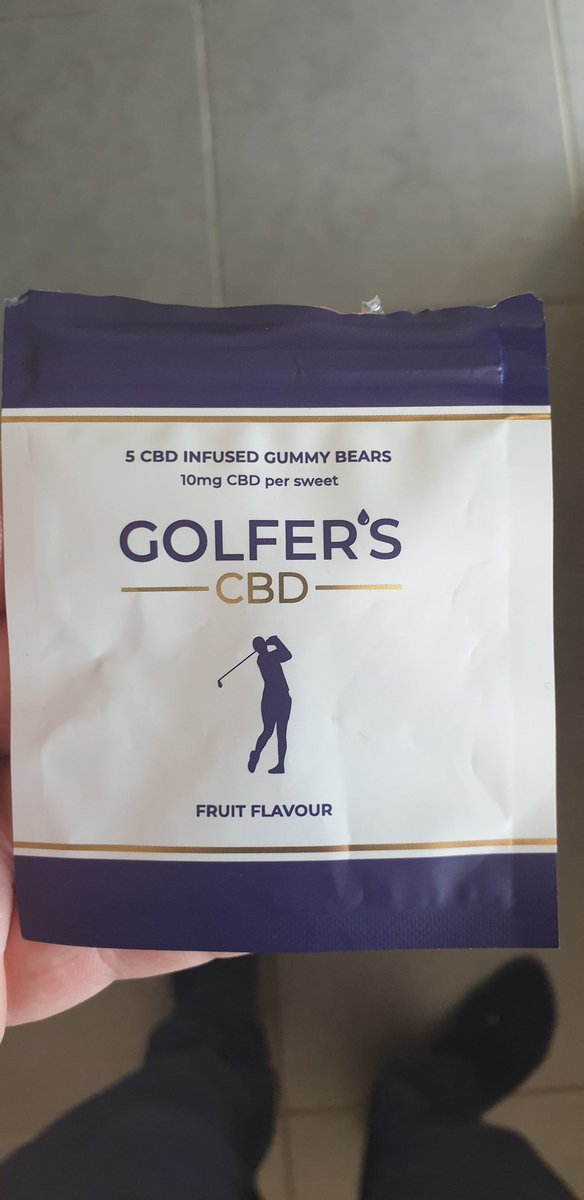 5 CBD INFUSED GUMMY BEARS
10mg CBD per sweet
GOLFER'S
CBD
FRUIT FLAVOUR